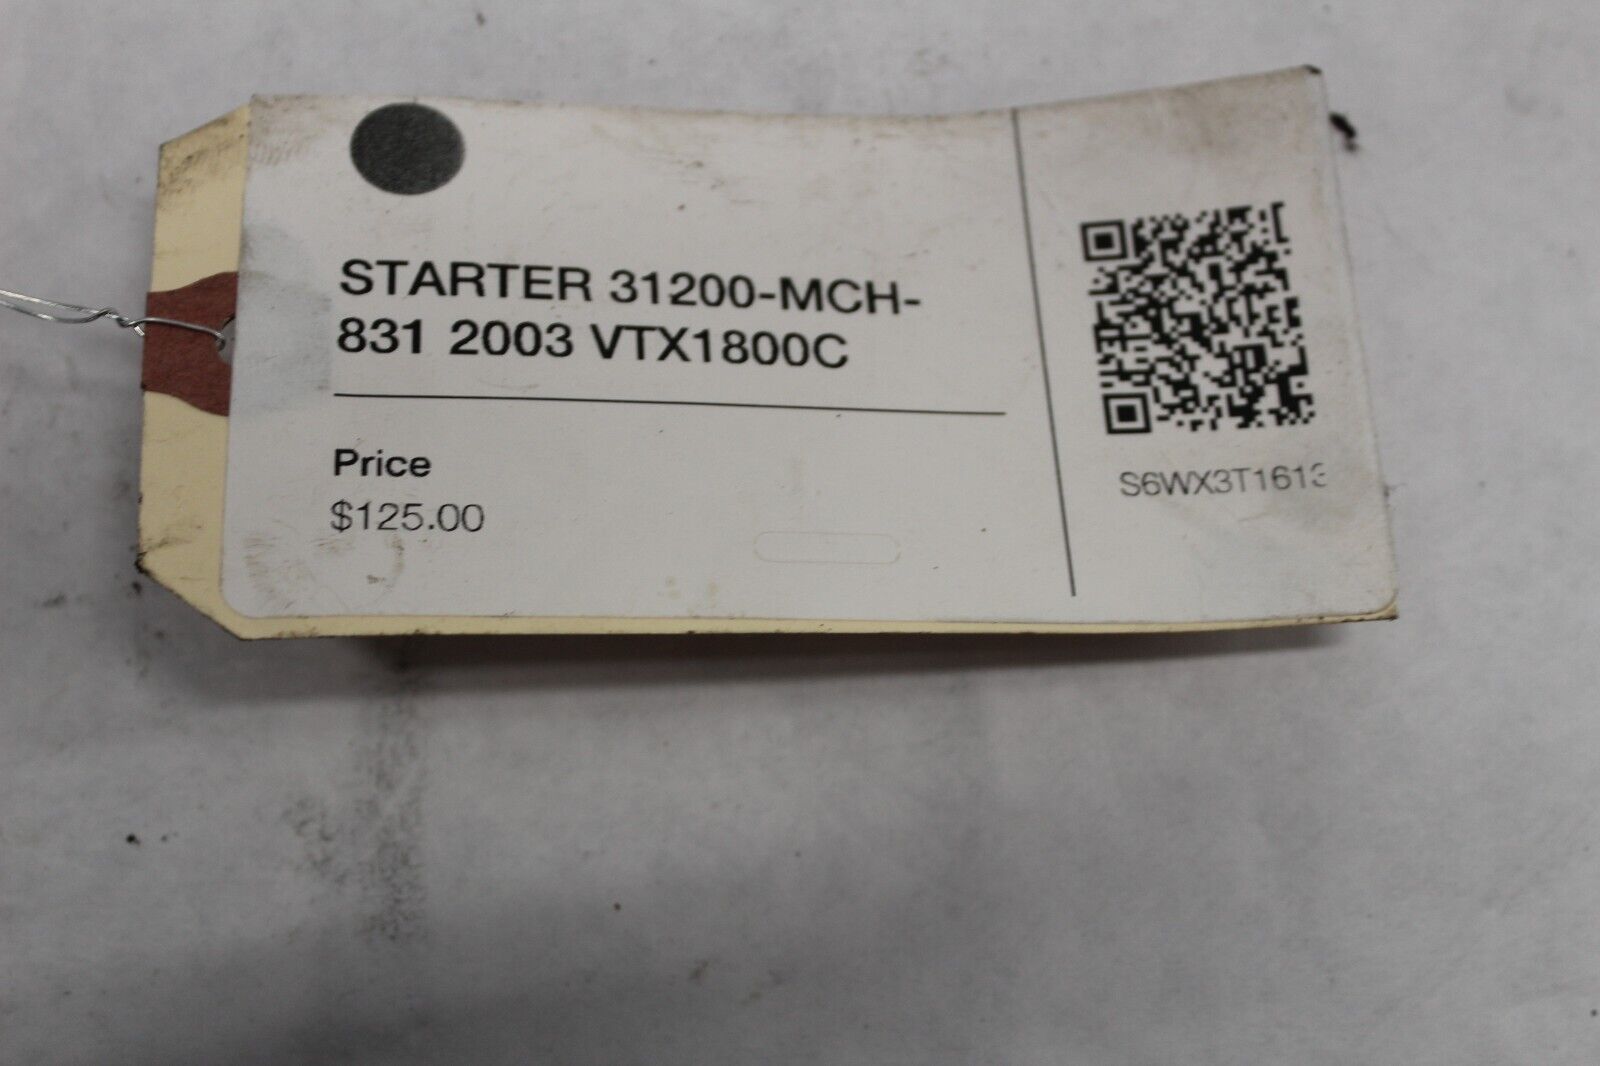 STARTER 31200-MCH-
831 2003 VTX1800C
Price
$125.00
S6WX3T1613